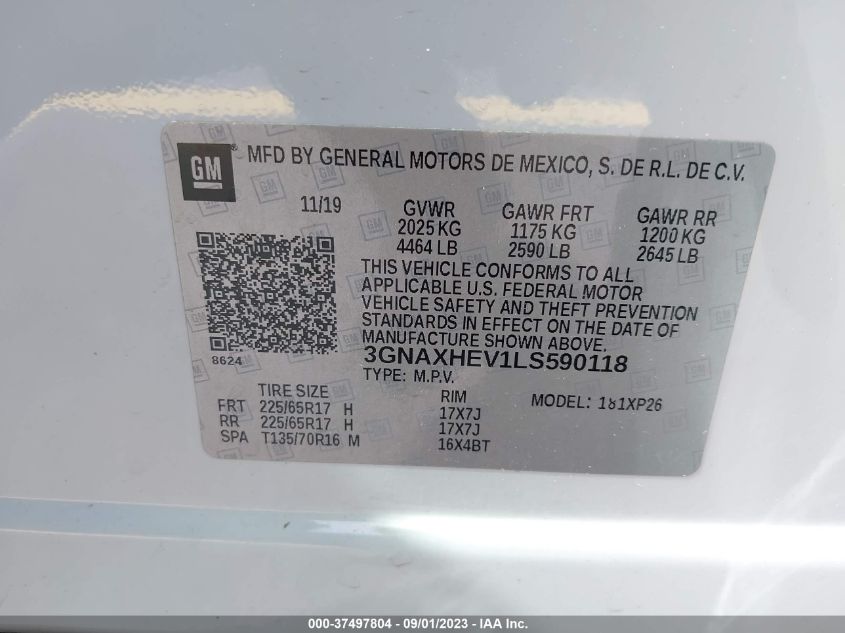 GM ® MFD BY GENERAL MOTORS DE MEXICO, S. DE R.L. DE C.V.
11/19 GVWR GAWR FRT GAWR RR
2025 KG 1175 KG 1200 KG
4464 LB 2590 LB 2645 LB
THIS VEHICLE CONFORMS TO ALL
APPLICABLE U.S. FEDERAL MOTOR
VEHICLE SAFETY AND THEFT PREVENTION
STANDARDS IN EFFECT ON THE DATE OF
MANUFACTURE SHOWN ABOVE.
8624 3GNAXHEV1LS590118
TYPE: M.P.V.
TIRE SIZE RIM MODEL: 1s1XP26
FRT 225/65R17 H 17X7J
RR 225/65R17 H 17X7J
SPA T135/70R16 M 16X4BT
000-37497804 - 09/01/2023 - IAA Inc.